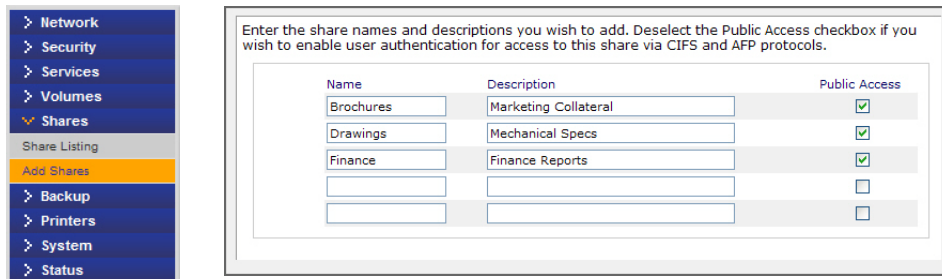 Network
Security
Services
Volumes
Shares
Share Listing
Add Shares
Backup
Printers
System
Status
Enter the share names and descriptions you wish to add. Deselect the Public Access checkbox if you
wish to enable user authentication for access to this share via CIFS and AFP protocols.
Name Description Public Access
Brochures Marketing Collateral
Drawings Mechanical Specs
Finance Finance Reports